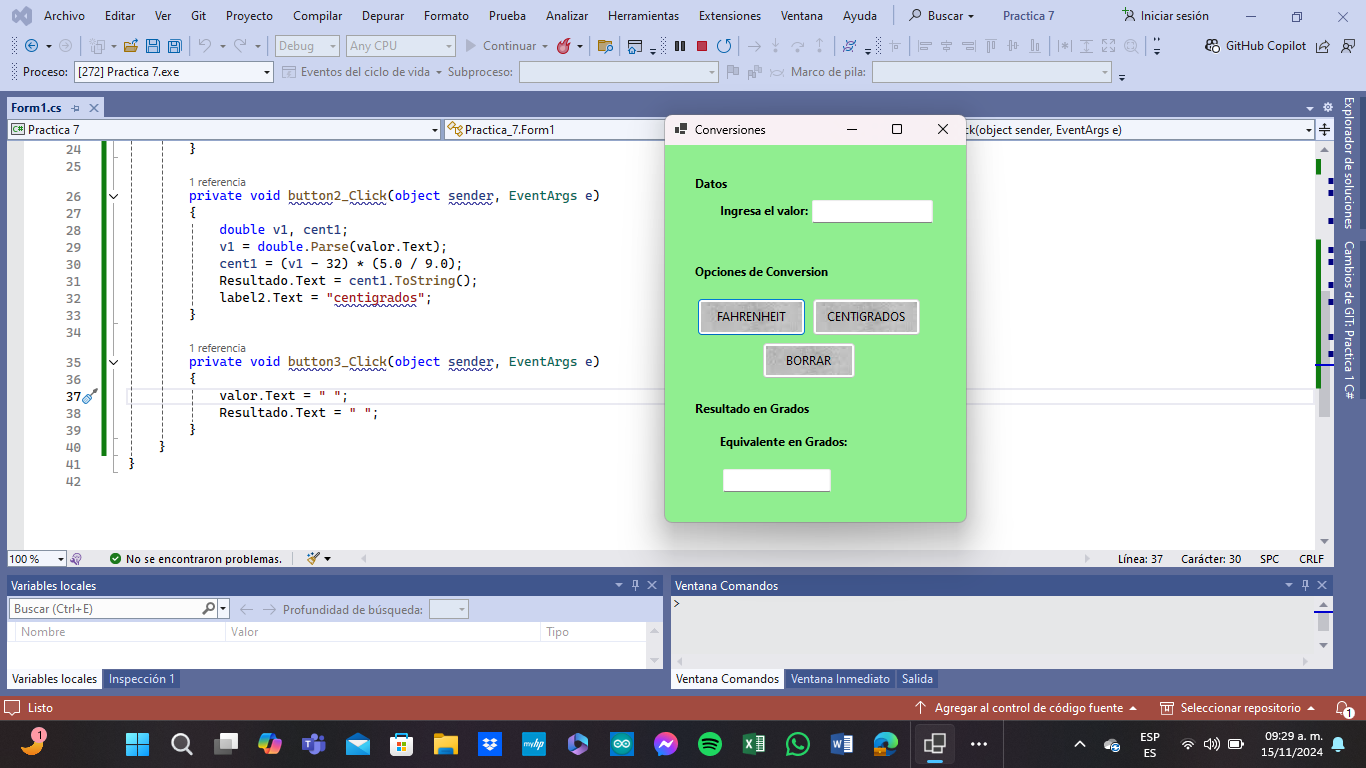 Archivo Editar Ver Git Proyecto Compilar Depurar Formato Prueba Analizar Herramientas Extensiones Ventana Ayuda Buscar Practica 7 Iniciar sesión
Debug Any CPU Continuar GitHub Copilot
Proceso: [272] Practica 7.exe Eventos del ciclo de vida Subproceso: Marco de pila:
Form1.cs
C# Practica 7 Practica_7.Form1 ck(object sender, EventArgs e)
24 }
25
1 referencia
26 private void button2_Click(object sender, EventArgs e)
27 {
28 double v1, cent1;
29 v1 = double.Parse(valor.Text);
30 cent1 = (v1 - 32) * (5.0 / 9.0);
31 Resultado.Text = cent1.ToString();
32 label2.Text = "centigrados";
33 }
34
1 referencia
35 private void button3_Click(object sender, EventArgs e)
36 {
37 valor.Text = " ";
38 Resultado.Text = " ";
39 }
40 }
41 }
42
Conversiones
Datos
Ingresa el valor:
Opciones de Conversion
FAHRENHEIT CENTIGRADOS
BORRAR
Resultado en Grados
Equivalente en Grados:
Explorador de soluciones
Cambios de GIT: Practica 1 C#
100 % No se encontraron problemas. Línea: 37 Carácter: 30 SPC CRLF
Variables locales
Buscar (Ctrl+E) Profundidad de búsqueda:
Nombre Valor Tipo
Variables locales Inspección 1
Ventana Comandos
>
Ventana Comandos Ventana Inmediato Salida
Listo Agregar al control de código fuente Seleccionar repositorio 1
1 myhp ESP
ES
09:29 a. m.
15/11/2024